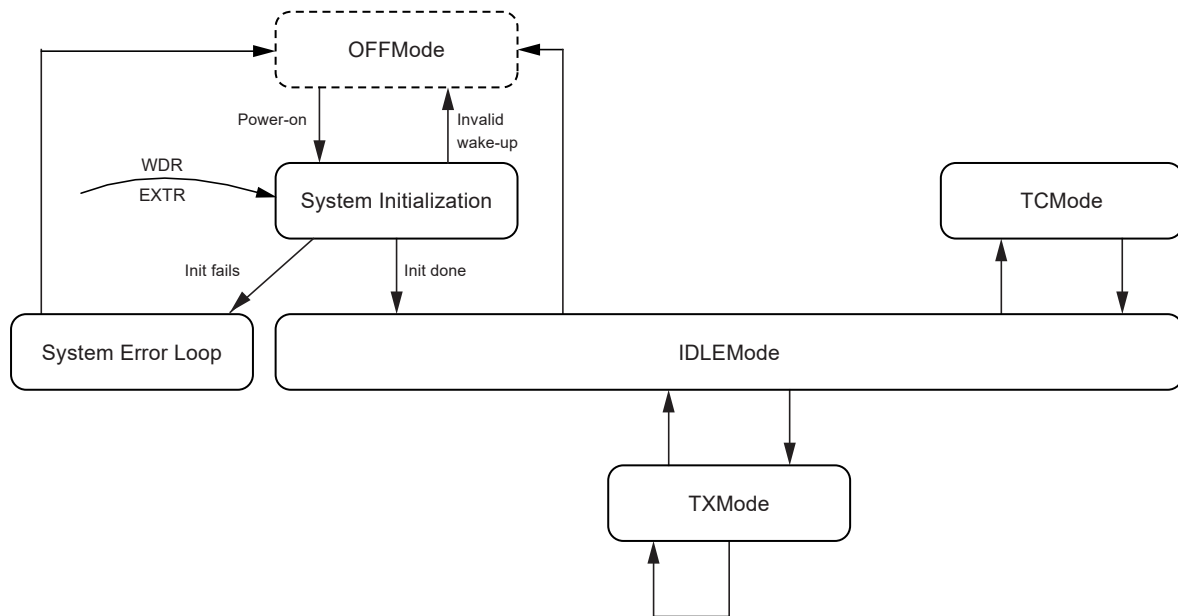 OFFMode
Power-on
Invalid
wake-up
WDR
EXTR
System Initialization
TCMode
Init fails
Init done
System Error Loop
IDLEMode
TXMode